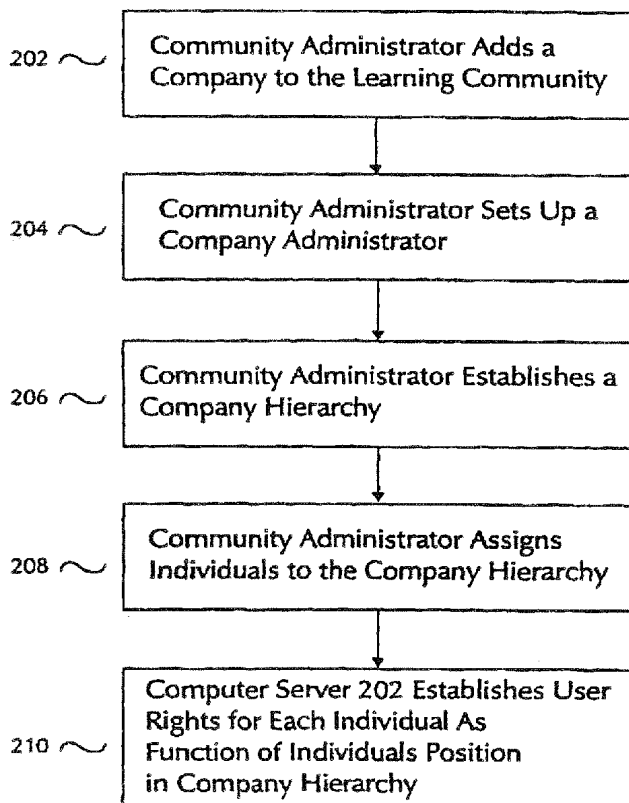 202
Community Administrator Adds a
Company to the Learning Community
204
Community Administrator Sets Up a
Company Administrator
206
Community Administrator Establishes a
Company Hierarchy
208
Community Administrator Assigns
Individuals to the Company Hierarchy
210
Computer Server 202 Establishes User
Rights for Each Individual As
Function of Individuals Position
in Company Hierarchy